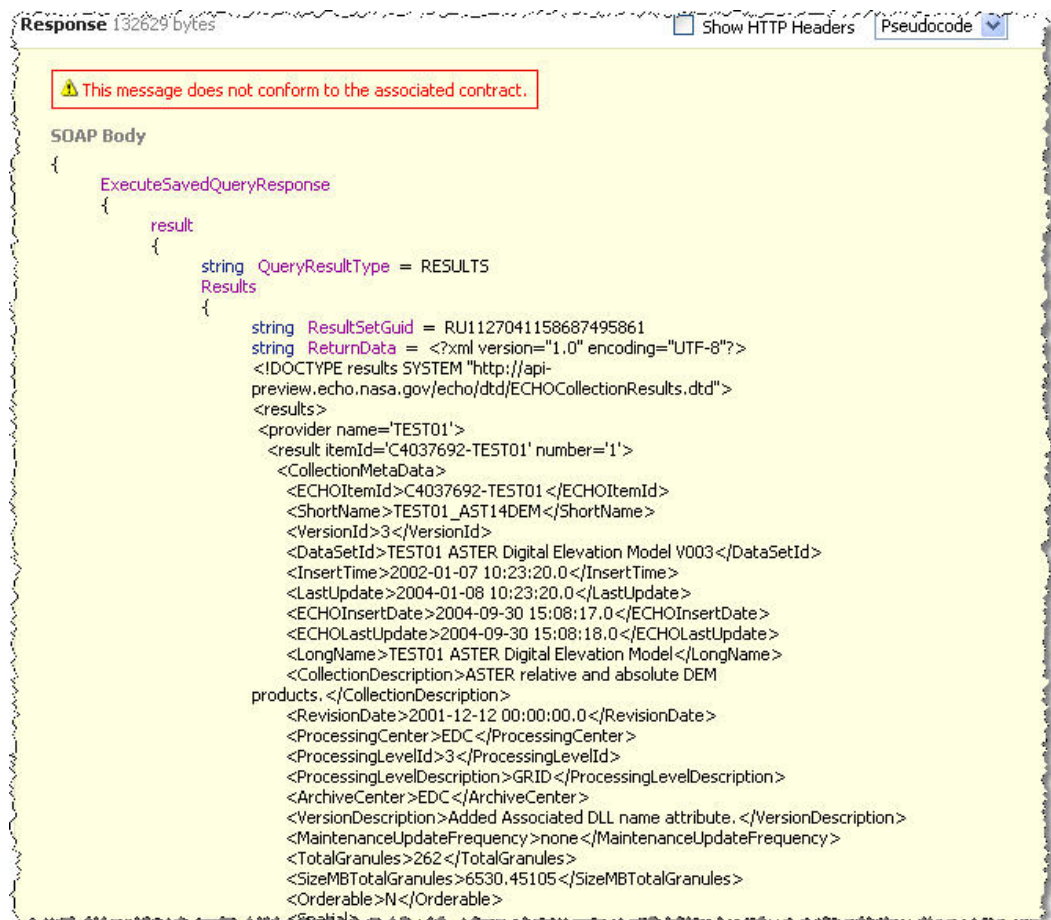 Response 132629 bytes
Show HTTP Headers Pseudocode
This message does not conform to the associated contract.
SOAP Body
{
ExecuteSavedQueryResponse
{
result
{
string QueryResultType = RESULTS
Results
{
string ResultSetGuid = RU1127041158687495861
string ReturnData = <?xml version="1.0" encoding="UTF-8"?>
<!DOCTYPE results SYSTEM "http://api-
preview.echo.nasa.gov/echo/dtd/ECHOCollectionResults.dtd">
<results>
<provider name='TEST01'>
<result itemId='C4037692-TEST01' number='1'>
<CollectionMetaData>
<ECHOItemId>C4037692-TEST01</ECHOItemId>
<ShortName>TEST01_AST14DEM</ShortName>
<VersionId>3</VersionId>
<DataSetId>TEST01 ASTER Digital Elevation Model V003</DataSetId>
<InsertTime>2002-01-07 10:23:20.0</InsertTime>
<LastUpdate>2004-01-08 10:23:20.0</LastUpdate>
<ECHOInsertDate>2004-09-30 15:08:17.0</ECHOInsertDate>
<ECHOLastUpdate>2004-09-30 15:08:18.0</ECHOLastUpdate>
<LongName>TEST01 ASTER Digital Elevation Model</LongName>
<CollectionDescription>ASTER relative and absolute DEM
products.</CollectionDescription>
<RevisionDate>2001-12-12 00:00:00.0</RevisionDate>
<ProcessingCenter>EDC</ProcessingCenter>
<ProcessingLevelId>3</ProcessingLevelId>
<ProcessingLevelDescription>GRID</ProcessingLevelDescription>
<ArchiveCenter>EDC</ArchiveCenter>
<VersionDescription>Added Associated DLL name attribute.</VersionDescription>
<MaintenanceUpdateFrequency>none</MaintenanceUpdateFrequency>
<TotalGranules>262</TotalGranules>
<SizeMBTotalGranules>6530.45105</SizeMBTotalGranules>
<Orderable>N</Orderable>
<Spatial>